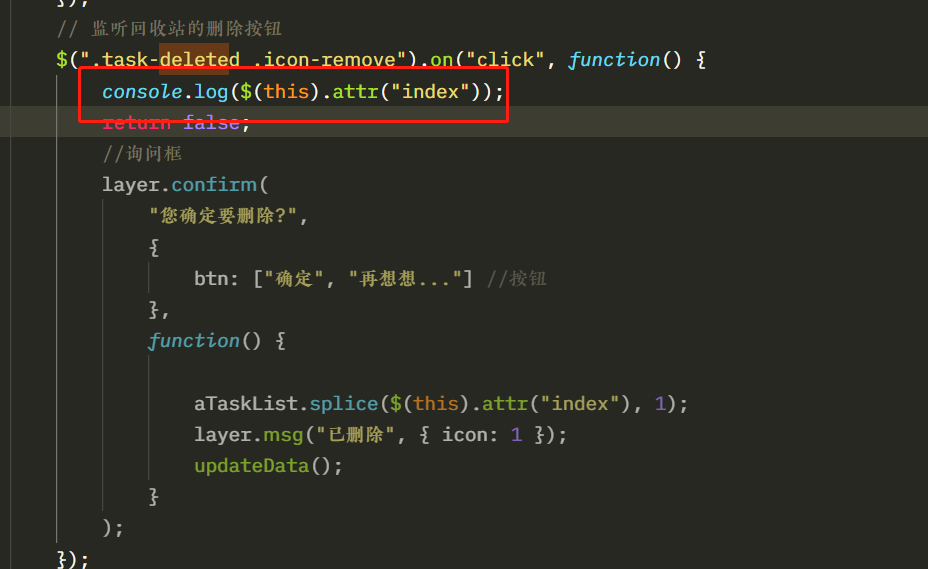 });
// 监听回收站的删除按钮
$(".task-deleted .icon-remove").on("click", function() {
console.log($(this).attr("index"));
return false;
//询问框
layer.confirm(
"您确定要删除?",
{
btn: ["确定", "再想想..."] //按钮
},
function() {
aTaskList.splice($(this).attr("index"), 1);
layer.msg("已删除", { icon: 1 });
updateData();
}
);
});